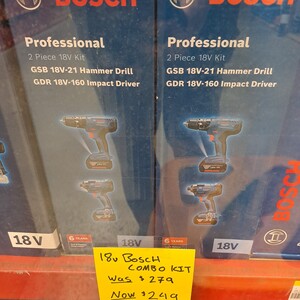 BOSCH
BOSCH
Professional
2 Piece 18V Kit
GSB 18V-21 Hammer Drill
GDR 18V-160 Impact Driver
Professional
2 Piece 18V Kit
GSB 18V-21 Hammer Drill
GDR 18V-160 Impact Driver
18V
18V
18V
18v BOSCH
COMBO KIT
Was $279
Now $249